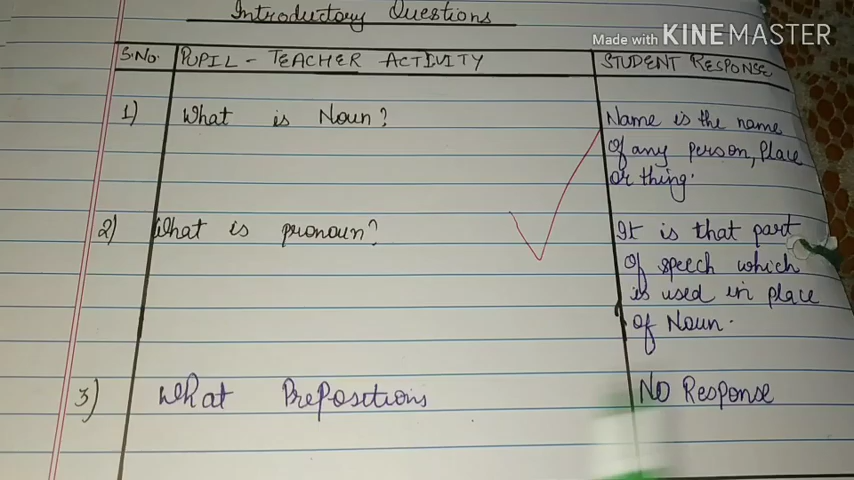 Introductory Questions
Made with KINEMASTER
S.No. PUPIL - TEACHER ACTIVITY STUDENT RESPONSE
1) What is Noun? Name is the name
of any person, Place
or thing.
2) What is pronoun? It is that part
of speech which
is used in place
of Noun.
3) What Prepositions NO Response